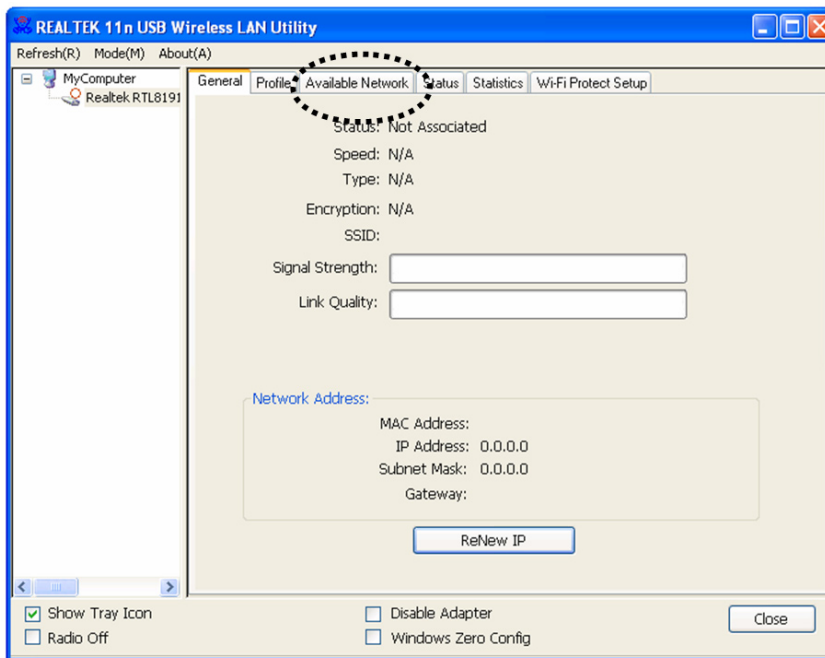 REALTEK 11n USB Wireless LAN Utility
Refresh(R) Mode(M) About(A)
MyComputer
Realtek RTL8191
General Profile Available Network Status Statistics Wi-Fi Protect Setup
Status: Not Associated
Speed: N/A
Type: N/A
Encryption: N/A
SSID:
Signal Strength:
Link Quality:
Network Address:
MAC Address:
IP Address: 0.0.0.0
Subnet Mask: 0.0.0.0
Gateway:
ReNew IP
Show Tray Icon Disable Adapter Close
Radio Off Windows Zero Config